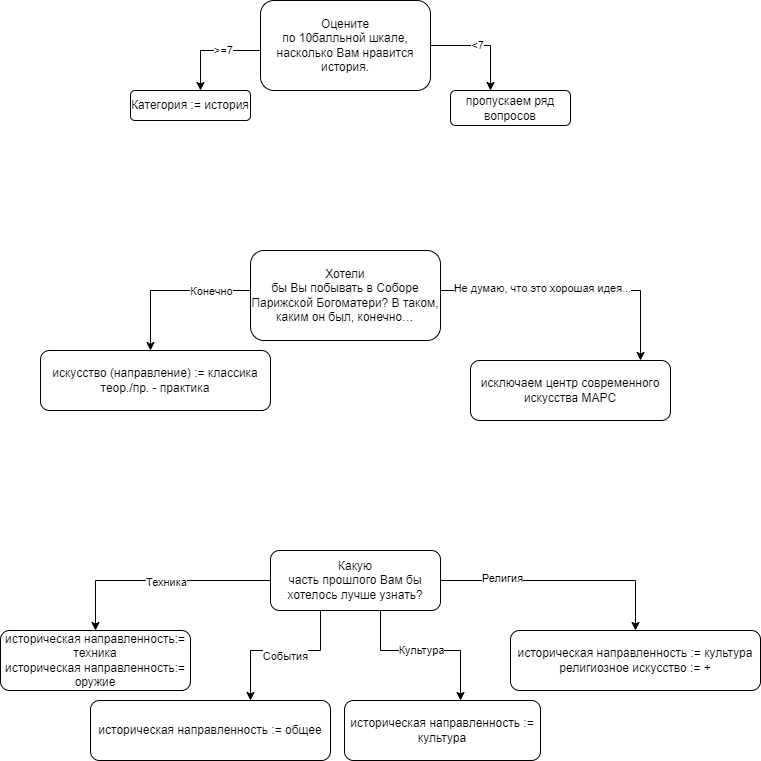 Оцените
по 10балльной шкале,
насколько Вам нравится
история.
>=7
<7
Категория := история
пропускаем ряд
вопросов
Хотели
бы Вы побывать в Соборе
Парижской Богоматери? В таком,
каким он был, конечно…
Конечно
Не думаю, что это хорошая идея...
искусство (направление) := классика
теор./пр. - практика
исключаем центр современного
искусства МАРС
Какую
часть прошлого Вам бы
хотелось лучше узнать?
Техника
Религия
События
Культура
историческая направленность:=
техника
историческая направленность:=
оружие
историческая направленность := культура
религиозное искусство := +
историческая направленность := общее
историческая направленность :=
культура